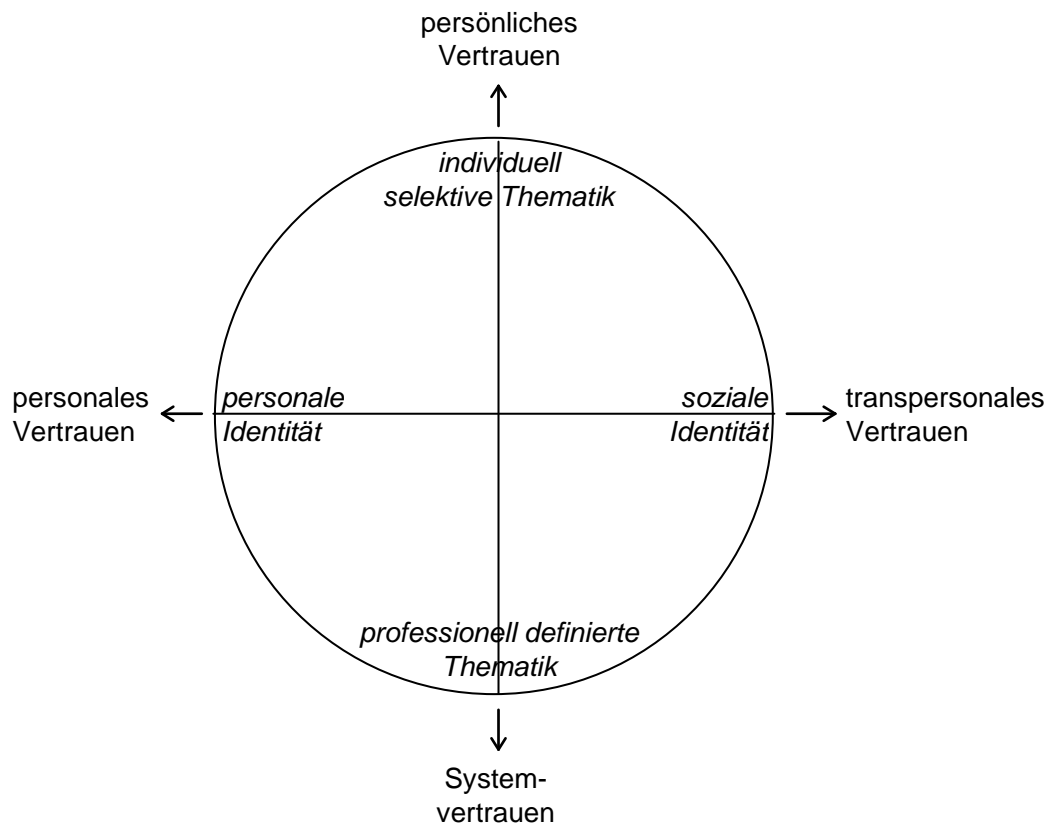 persönliches
Vertrauen
individuell
selektive Thematik
personales
Vertrauen
personale
Identität
soziale
Identität
transpersonales
Vertrauen
professionell definierte
Thematik
System-
vertrauen